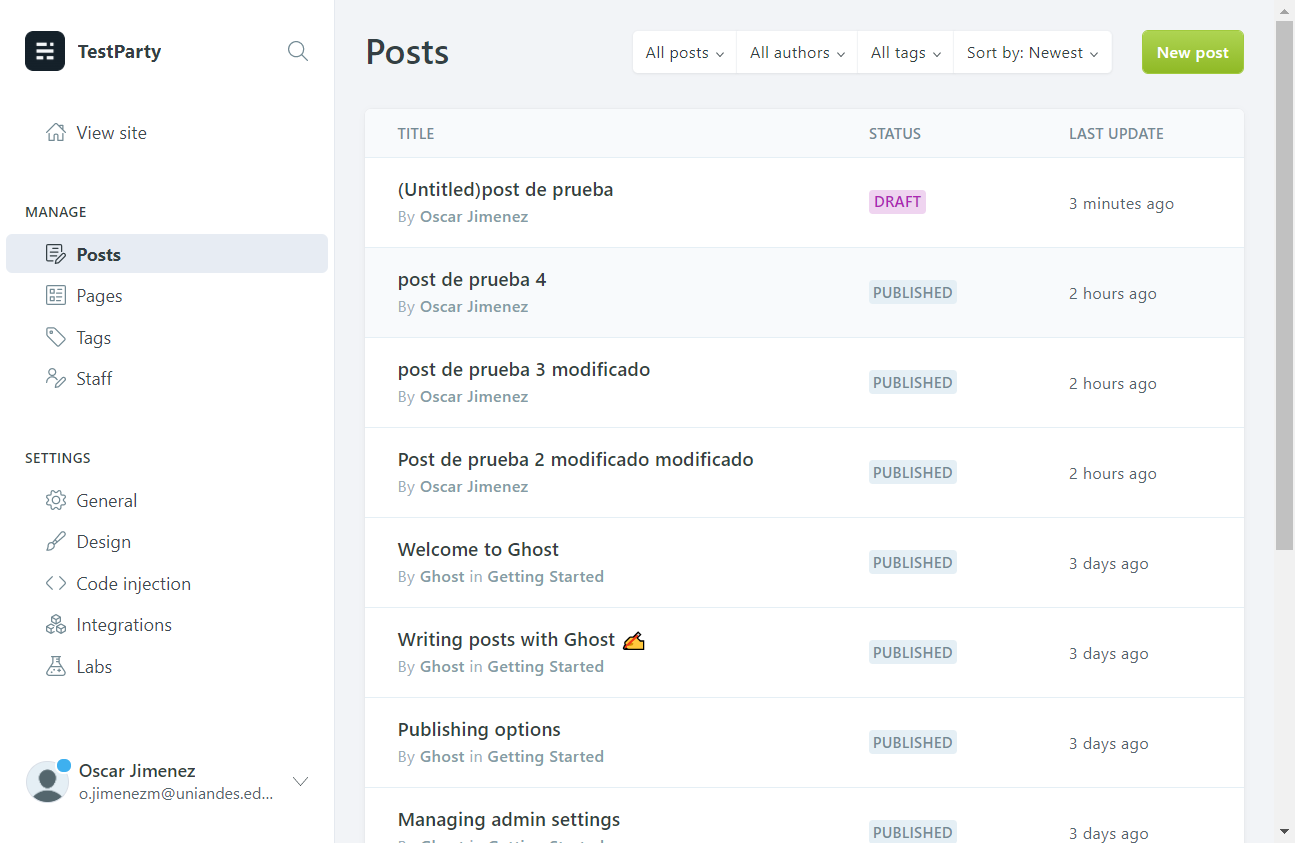 TestParty
View site
MANAGE
Posts
Pages
Tags
Staff
SETTINGS
General
Design
Code injection
Integrations
Labs
Oscar Jimenez
o.jimenezm@uniandes.ed...
Posts
All posts
All authors
All tags
Sort by: Newest
New post
TITLE STATUS LAST UPDATE
(Untitled)post de prueba
By Oscar Jimenez
DRAFT
3 minutes ago
post de prueba 4
By Oscar Jimenez
PUBLISHED
2 hours ago
post de prueba 3 modificado
By Oscar Jimenez
PUBLISHED
2 hours ago
Post de prueba 2 modificado modificado
By Oscar Jimenez
PUBLISHED
2 hours ago
Welcome to Ghost
By Ghost in Getting Started
PUBLISHED
3 days ago
Writing posts with Ghost ✍
By Ghost in Getting Started
PUBLISHED
3 days ago
Publishing options
By Ghost in Getting Started
PUBLISHED
3 days ago
Managing admin settings
By Ghost in Getting Started
PUBLISHED
3 days ago